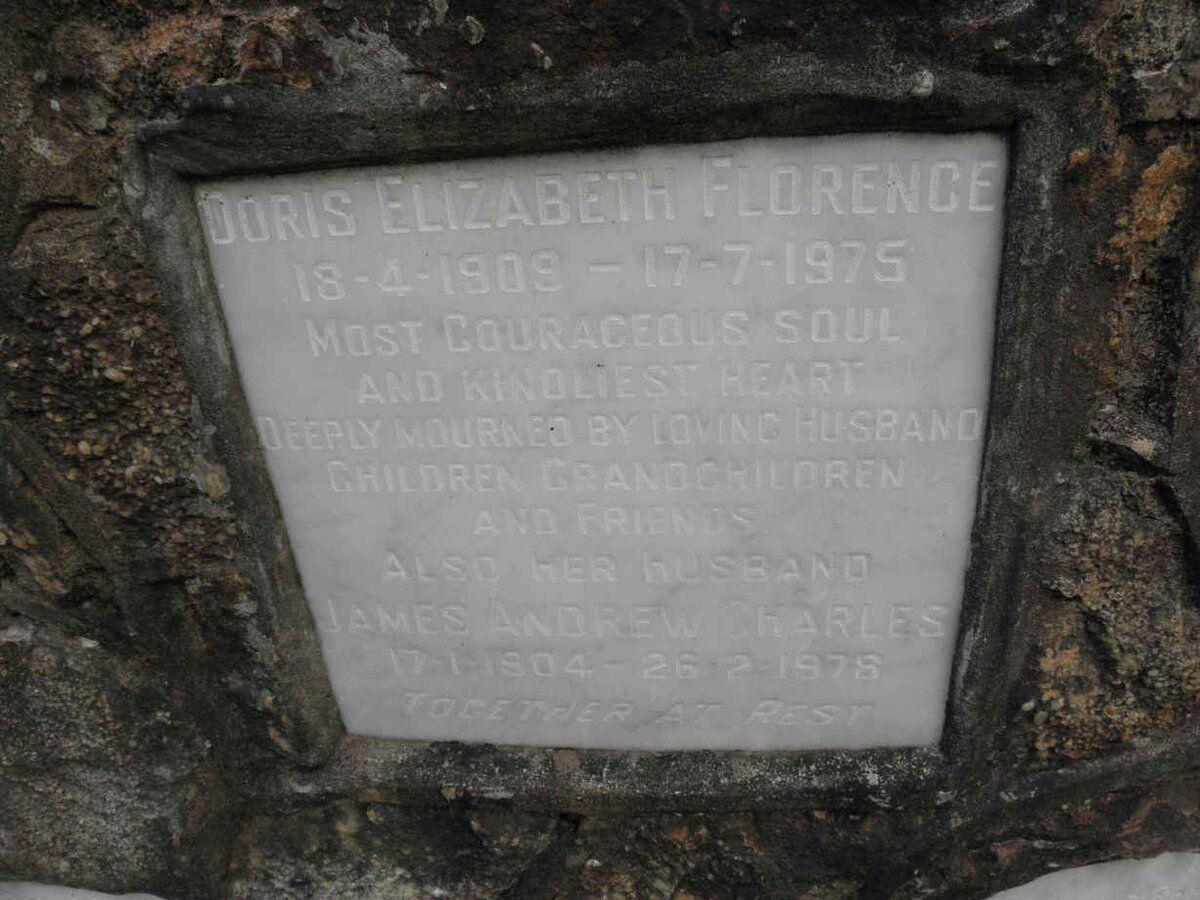 DORIS ELIZABETH FLORENCE
18-4-1909 - 17-7-1975
MOST COURAGEOUS SOUL
AND KINDLIEST HEART
DEEPLY MOURNED BY LOVING HUSBAND
CHILDREN GRANDCHILDREN
AND FRIENDS
ALSO HER HUSBAND
JAMES ANDREW CHARLES
17-1-1904 - 26-2-1978
TOGETHER AT REST